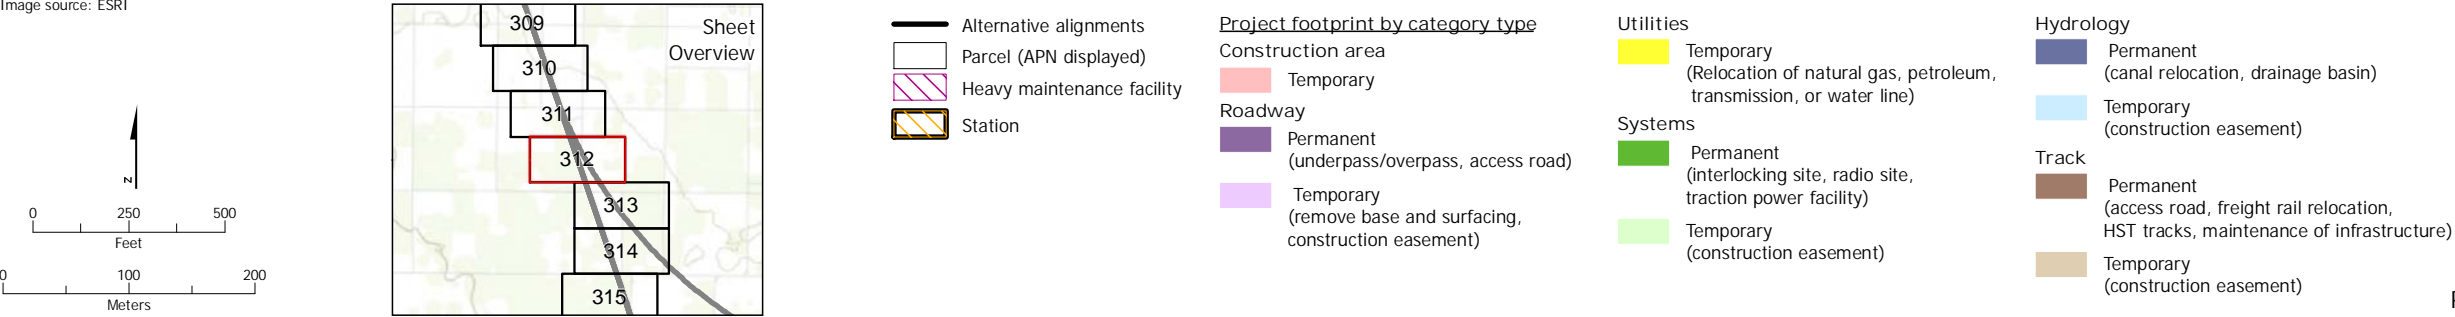 Image source: ESRI
N
0 250 500
Feet
0 100 200
Meters
Sheet
Overview
309
310
311
312
313
314
315
Alternative alignments
Parcel (APN displayed)
Heavy maintenance facility
Station
Project footprint by category type
Construction area
Temporary
Roadway
Permanent
(underpass/overpass, access road)
Temporary
(remove base and surfacing,
construction easement)
Utilities
Temporary
(Relocation of natural gas, petroleum,
transmission, or water line)
Systems
Permanent
(interlocking site, radio site,
traction power facility)
Temporary
(construction easement)
Hydrology
Permanent
(canal relocation, drainage basin)
Temporary
(construction easement)
Track
Permanent
(access road, freight rail relocation,
HST tracks, maintenance of infrastructure)
Temporary
(construction easement)